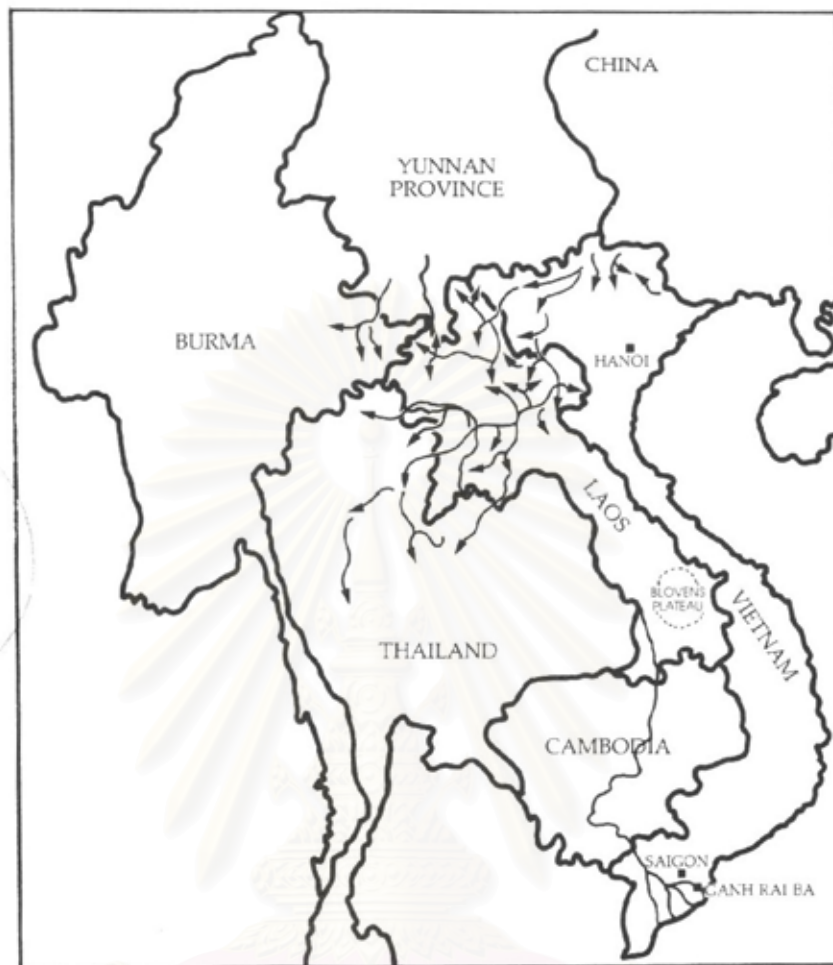 CHINA
YUNNAN
PROVINCE
BURMA
HANOI
LAOS
BLOVENS
PLATEAU
VIETNAM
THAILAND
CAMBODIA
SAIGON
GANH RAI BA